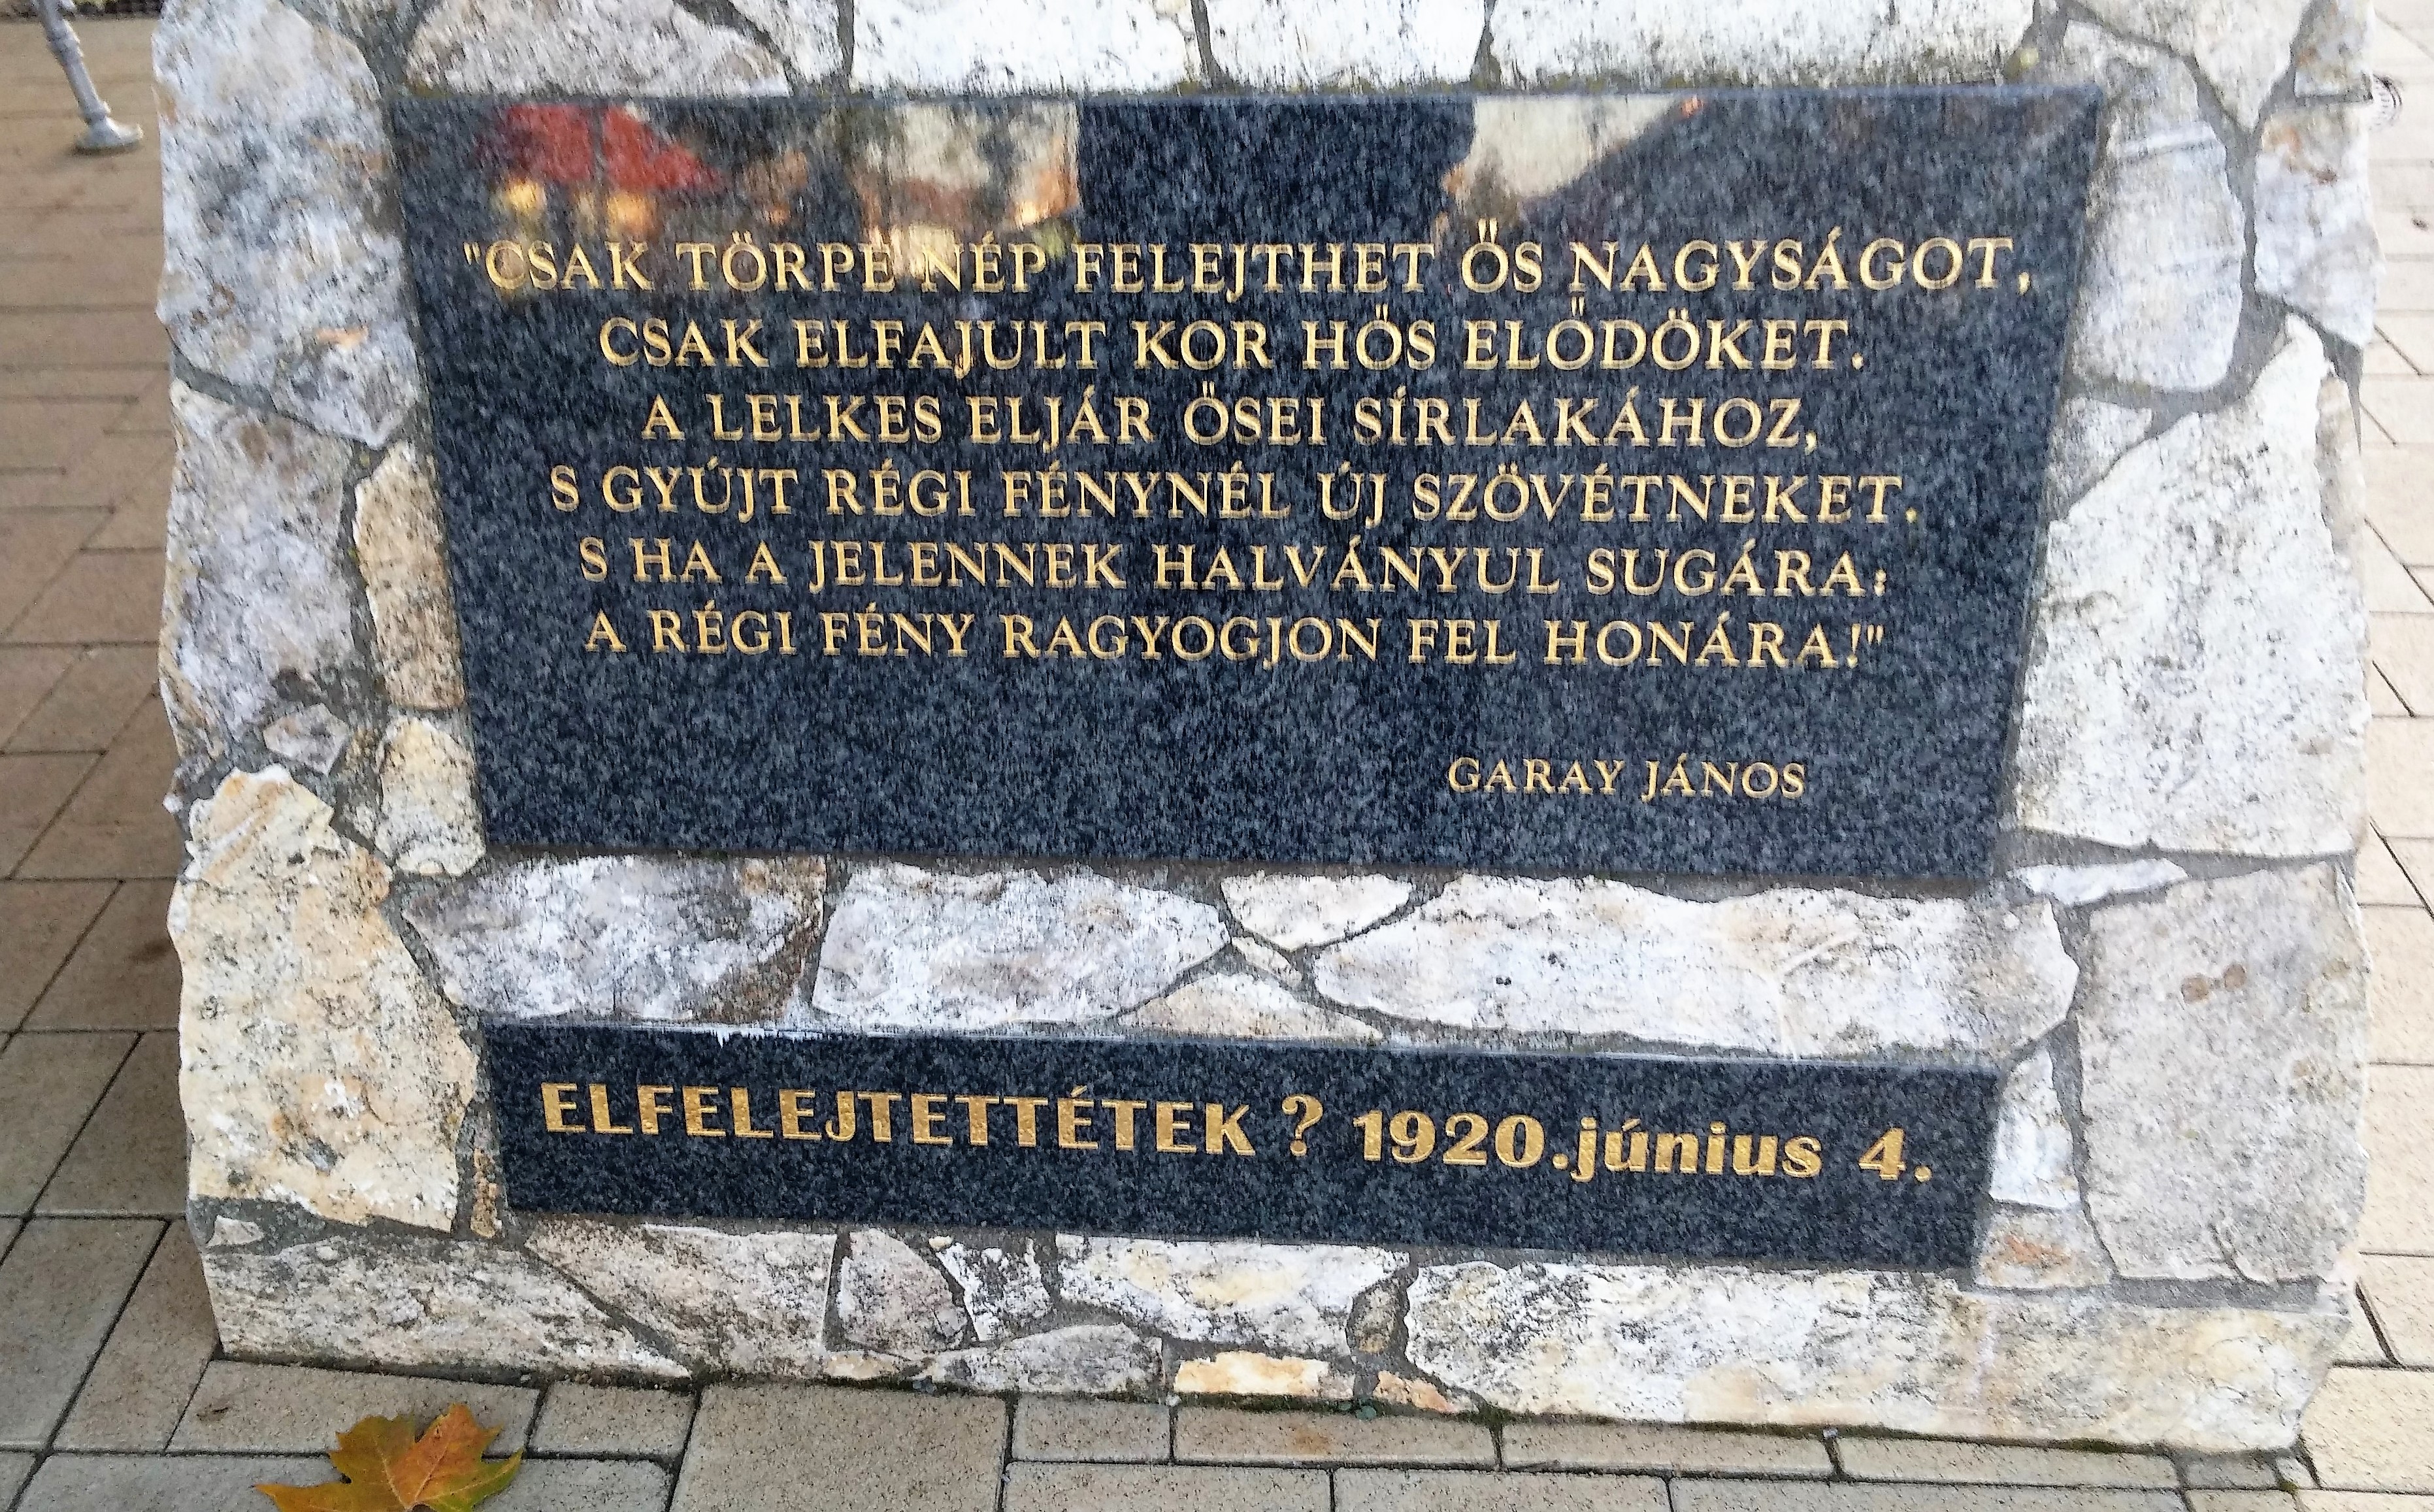 "CSAK TÖRPE NÉP FELEJTHET ŐS NAGYSÁGOT,
CSAK ELFAJULT KOR HŐS ELŐDÖKET.
A LELKES ELJÁR ŐSEI SÍRLAKÁHOZ,
S GYÚJT RÉGI FÉNYNÉL ÚJ SZÖVÉTNEKET.
S HA A JELENNEK HALVÁNYUL SUGÁRA:
A RÉGI FÉNY RAGYOGJON FEL HONÁRA!"
GARAY JÁNOS
ELFELEJTETTÉTEK ? 1920.június 4.